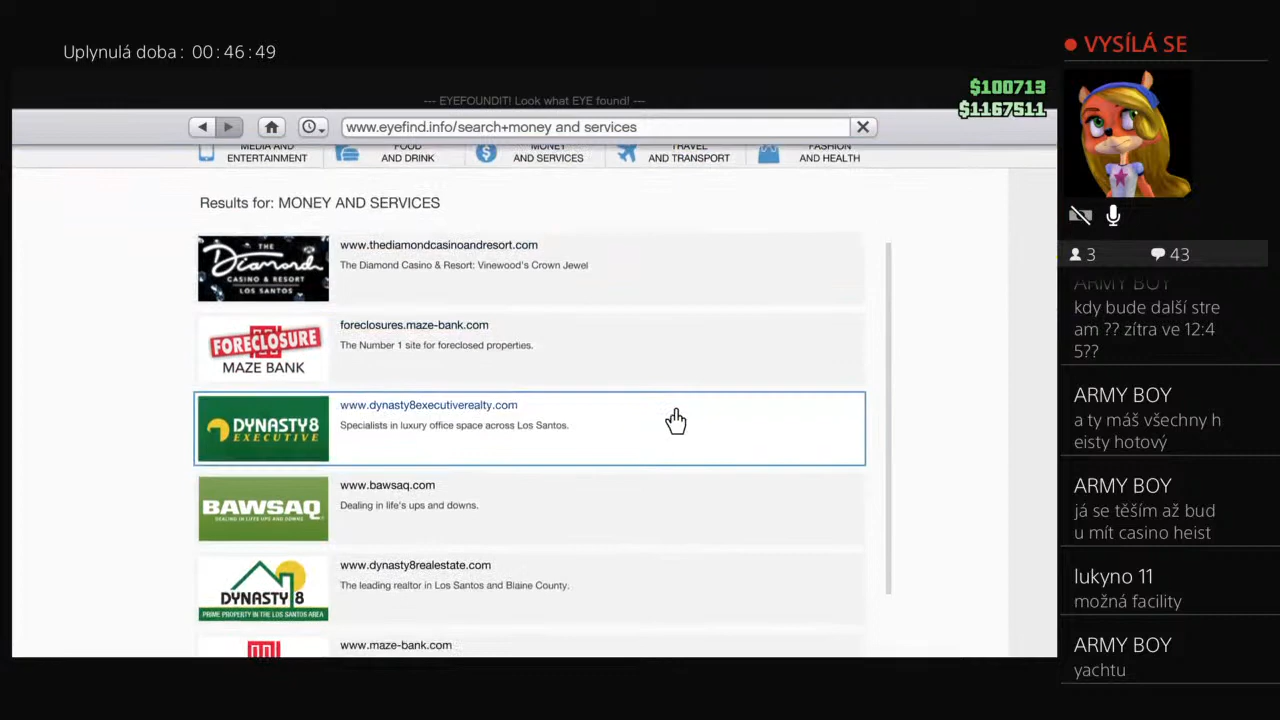 Uplynulá doba: 00:46:49
VYSÍLÁ SE
$100713
$1167511
--- EYEFOUNDIT! Look what EYE found! ---
www.eyefind.info/search+money and services
MEDIA AND
ENTERTAINMENT
FOOD
AND DRINK
MONEY
AND SERVICES
TRAVEL
AND TRANSPORT
FASHION
AND HEALTH
Results for: MONEY AND SERVICES
THE
Diamond
CASINO & RESORT
LOS SANTOS
www.thediamondcasinoandresort.com
The Diamond Casino & Resort: Vinewood's Crown Jewel
FORECLOSURE
MAZE BANK
foreclosures.maze-bank.com
The Number 1 site for foreclosed properties.
DYNASTY8
EXECUTIVE
www.dynasty8executiverealty.com
Specialists in luxury office space across Los Santos.
BAWSAQ
DEALING IN LIFE'S UPS AND DOWNS
www.bawsaq.com
Dealing in life's ups and downs.
DYNASTY 8
PRIME PROPERTY IN THE LOS SANTOS AREA
www.dynasty8realestate.com
The leading realtor in Los Santos and Blaine County.
www.maze-bank.com
3
43
ARMY BOY
kdy bude další stre
am ?? zítra ve 12:4
5??
ARMY BOY
a ty máš všechny h
eisty hotový
ARMY BOY
já se těším až bud
u mít casino heist
lukyno 11
možná facility
ARMY BOY
yachtu